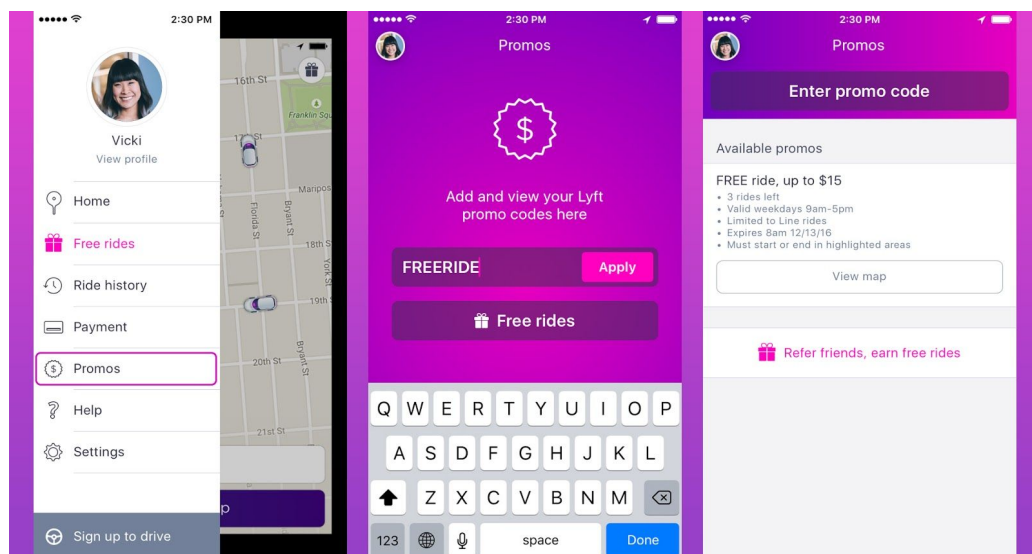 2:30 PM
Vicki
View profile
Home
Free rides
Ride history
Payment
Promos
Help
Settings
Sign up to drive
16th St
Franklin Squ
17th St
Maripos
Florida St
Bryant St
18th S
York St
19th
Bryant St
20th St
21st St
p
2:30 PM
Promos
$
Add and view your Lyft
promo codes here
FREERIDE
Apply
Free rides
Q W E R T Y U I O P
A S D F G H J K L
Z X C V B N M
123
space
Done
2:30 PM
Promos
Enter promo code
Available promos
FREE ride, up to $15
• 3 rides left
• Valid weekdays 9am-5pm
• Limited to Line rides
• Expires 8am 12/13/16
• Must start or end in highlighted areas
View map
Refer friends, earn free rides